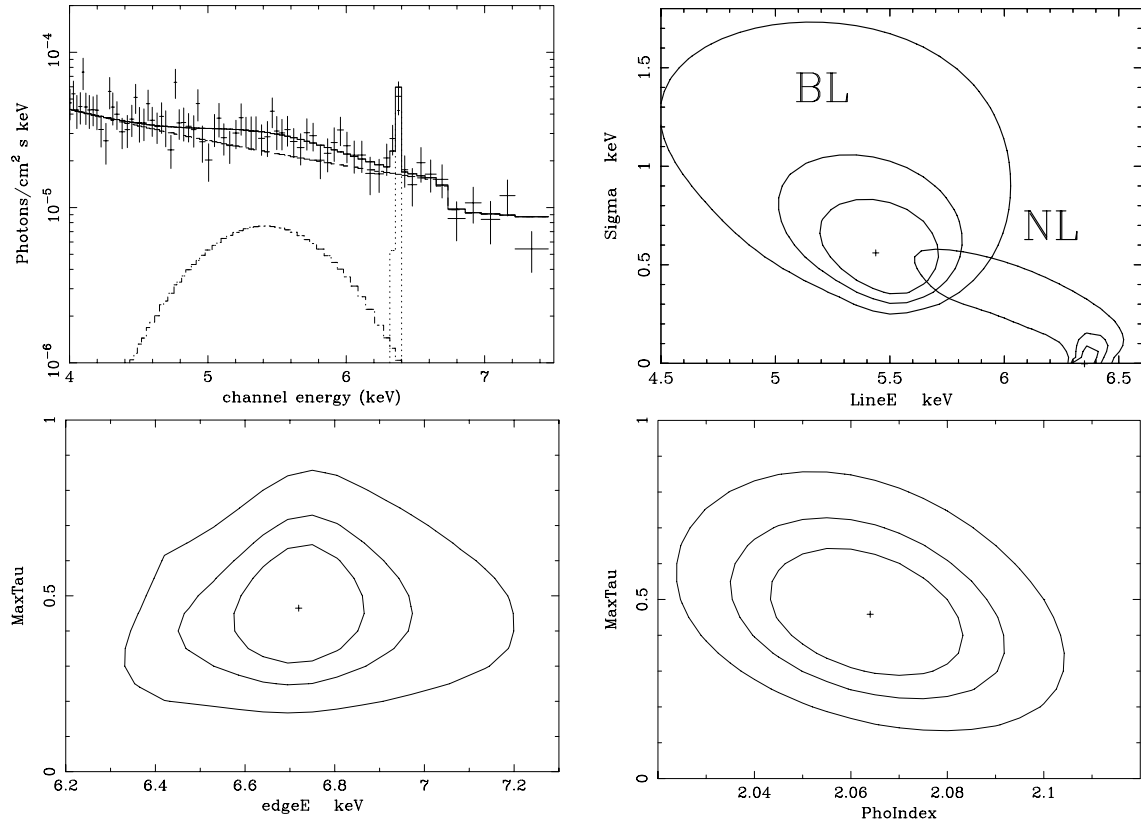 10⁻⁴
10⁻⁵
10⁻⁶
Photons/cm² s keV
4 5 6 7
channel energy (keV)
1.5
1
0.5
0
Sigma keV
BL
NL
4.5 5 5.5 6 6.5
LineE keV
1
0.5
0
MaxTau
6.2 6.4 6.6 6.8 7 7.2
edgeE keV
1
0.5
0
MaxTau
2.04 2.06 2.08 2.1
PhoIndex